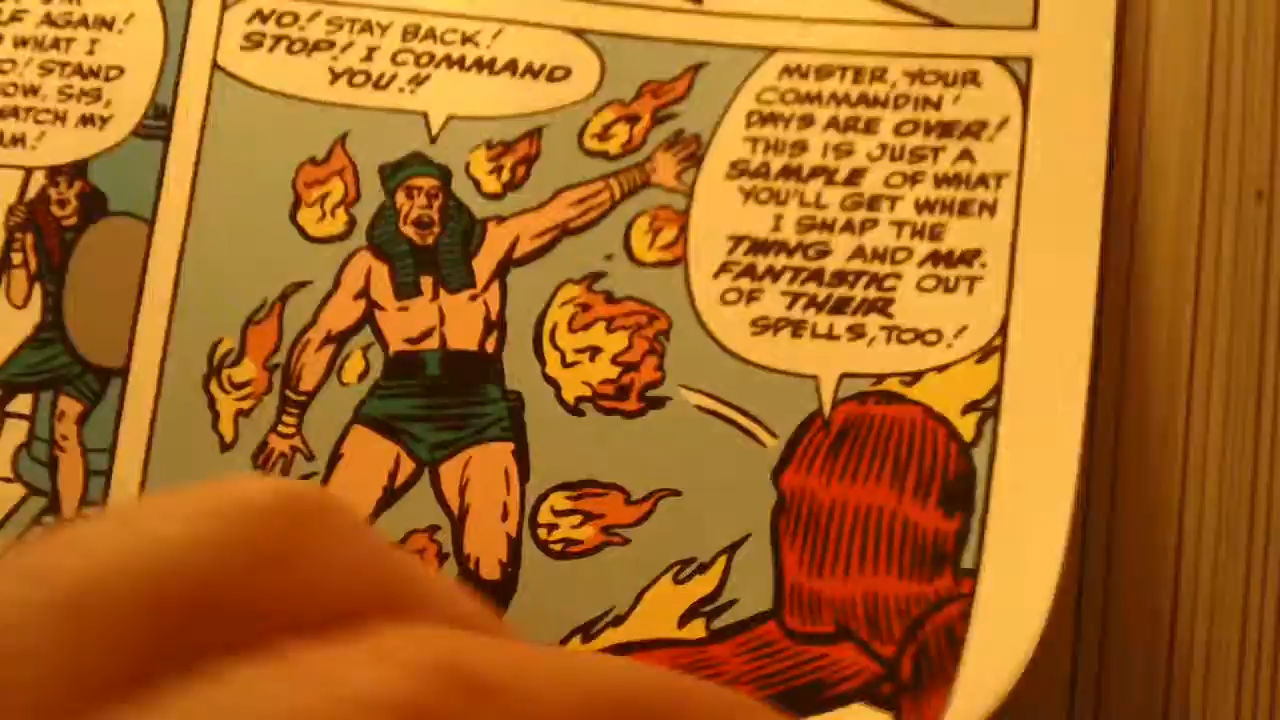 F AGAIN!
WHAT I
STAND
SIS,
WATCH MY
NO! STAY BACK!
STOP! I COMMAND
YOU!!
MISTER, YOUR
COMMANDIN'
DAYS ARE OVER!
THIS IS JUST A
SAMPLE OF WHAT
YOU'LL GET WHEN
I SNAP THE
THING AND MR.
FANTASTIC OUT
OF THEIR
SPELLS, TOO!